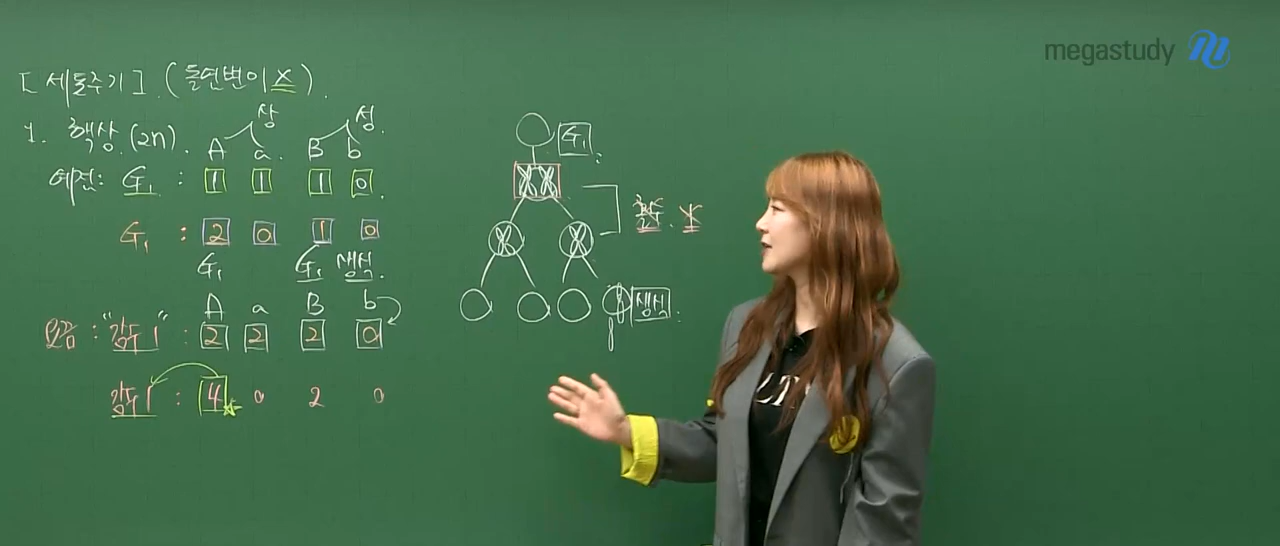 megastudy
[세포주기] (돌연변이 X)
상 성
1. 핵상 (2n). A a B b
예전: G₁ : 1 1 1 0
G₁ : 2 0 1 0
G₁ G₁ 생식
A a B b
요즘 : "감수1" : 2 2 2 0
감수1 : 4 0 2 0
G₁
X
생식
LT